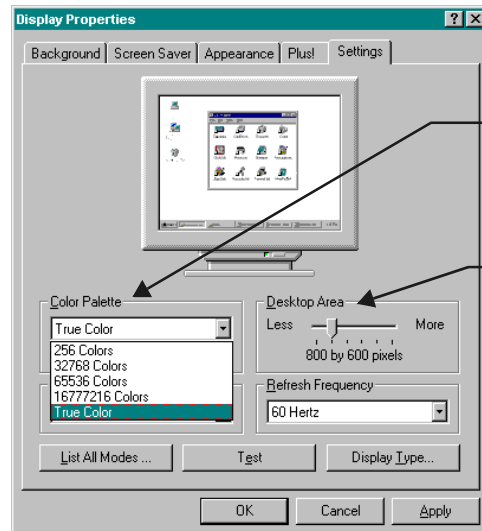 Display Properties
Background Screen Saver Appearance Plus! Settings
Color Palette
True Color
256 Colors
32768 Colors
65536 Colors
16777216 Colors
True Color
Desktop Area
Less More
800 by 600 pixels
Refresh Frequency
60 Hertz
List All Modes ... Test Display Type...
OK Cancel Apply